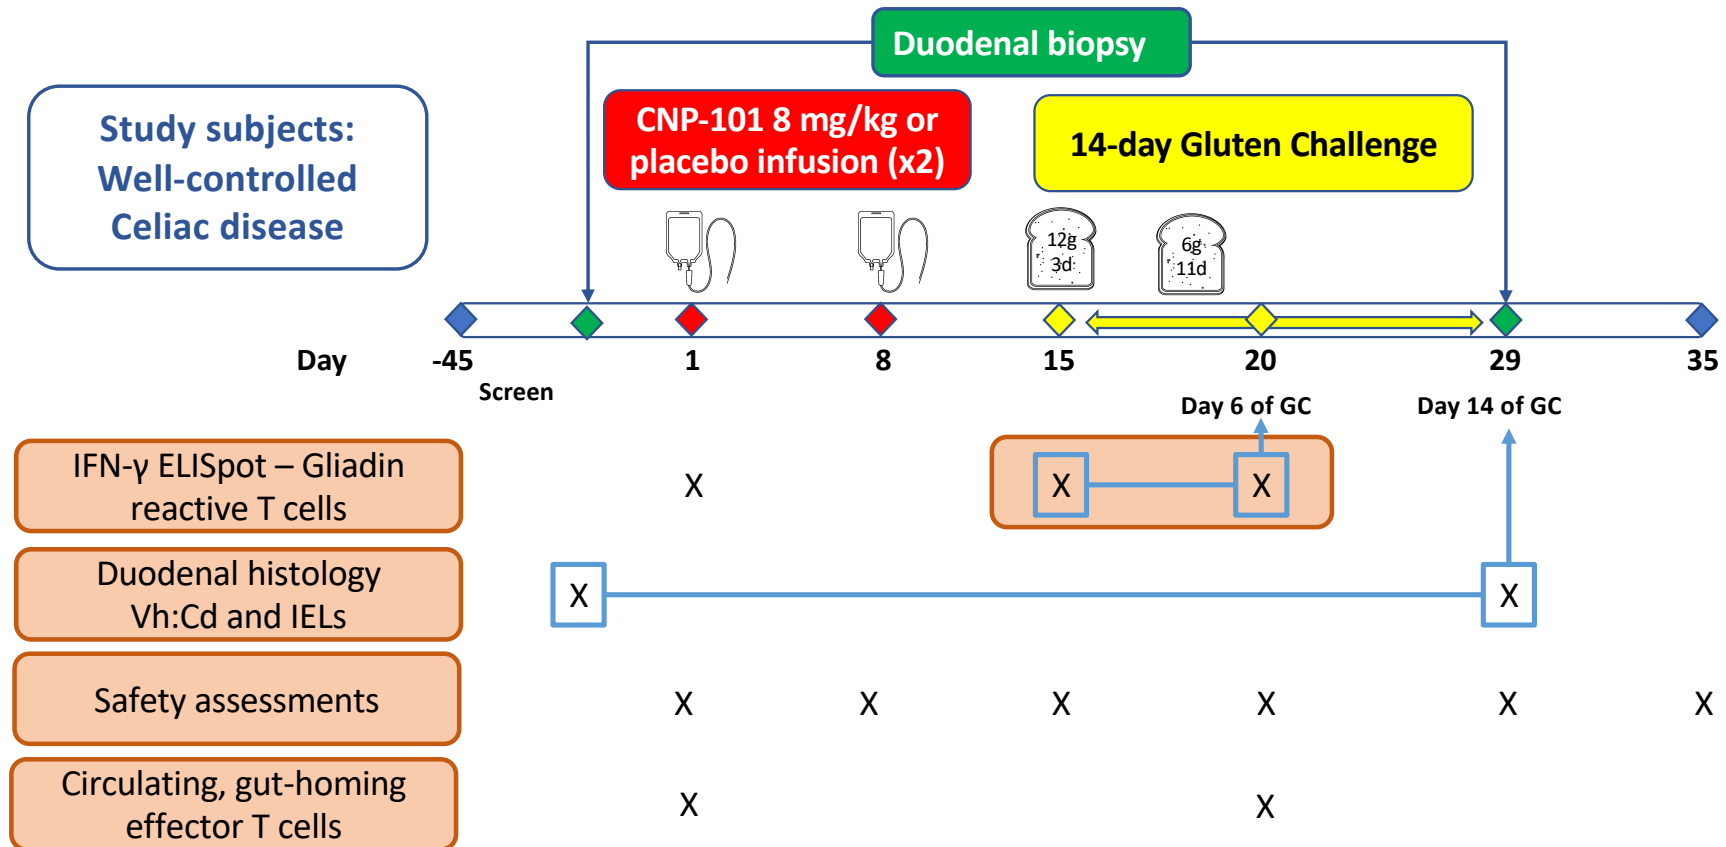 Duodenal biopsy
Study subjects:
Well-controlled
Celiac disease
CNP-101 8 mg/kg or
placebo infusion (x2)
14-day Gluten Challenge
12g
3d
6g
11d
Day
-45
1
8
15
20
29
35
Screen
Day 6 of GC
Day 14 of GC
IFN-γ ELISpot – Gliadin
reactive T cells
X
X
X
Duodenal histology
Vh:Cd and IELs
X
X
Safety assessments
X
X
X
X
X
X
Circulating, gut-homing
effector T cells
X
X